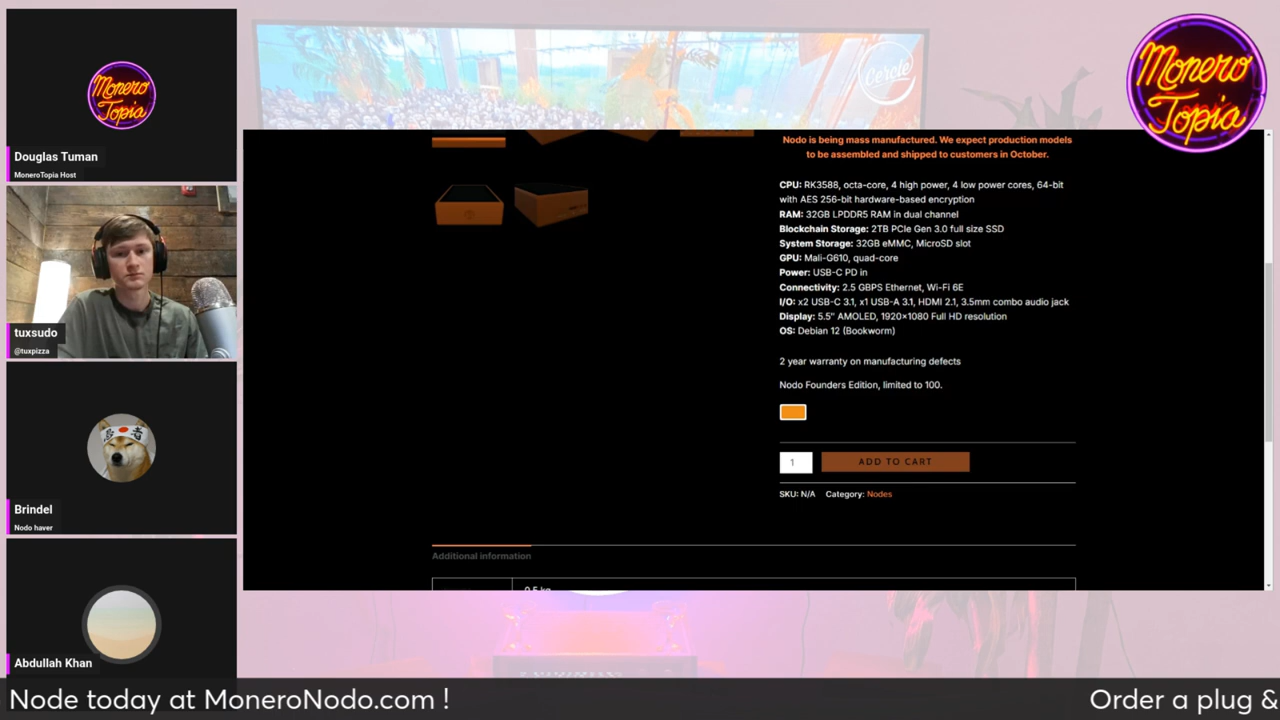 Monero
Topia
Douglas Tuman
MoneroTopia Host
tuxsudo
@tuxpizza
愚 者
Brindel
Nodo haver
Abdullah Khan
Cercle
Monero
Topia
Nodo is being mass manufactured. We expect production models
to be assembled and shipped to customers in October.
CPU: RK3588, octa-core, 4 high power, 4 low power cores, 64-bit
with AES 256-bit hardware-based encryption
RAM: 32GB LPDDR5 RAM in dual channel
Blockchain Storage: 2TB PCIe Gen 3.0 full size SSD
System Storage: 32GB eMMC, MicroSD slot
GPU: Mali-G610, quad-core
Power: USB-C PD in
Connectivity: 2.5 GBPS Ethernet, Wi-Fi 6E
I/O: x2 USB-C 3.1, x1 USB-A 3.1, HDMI 2.1, 3.5mm combo audio jack
Display: 5.5″ AMOLED, 1920×1080 Full HD resolution
OS: Debian 12 (Bookworm)
2 year warranty on manufacturing defects
Nodo Founders Edition, limited to 100.
1
ADD TO CART
SKU: N/A Category: Nodes
Additional information
0.5 kg
Node today at MoneroNodo.com !
Order a plug &